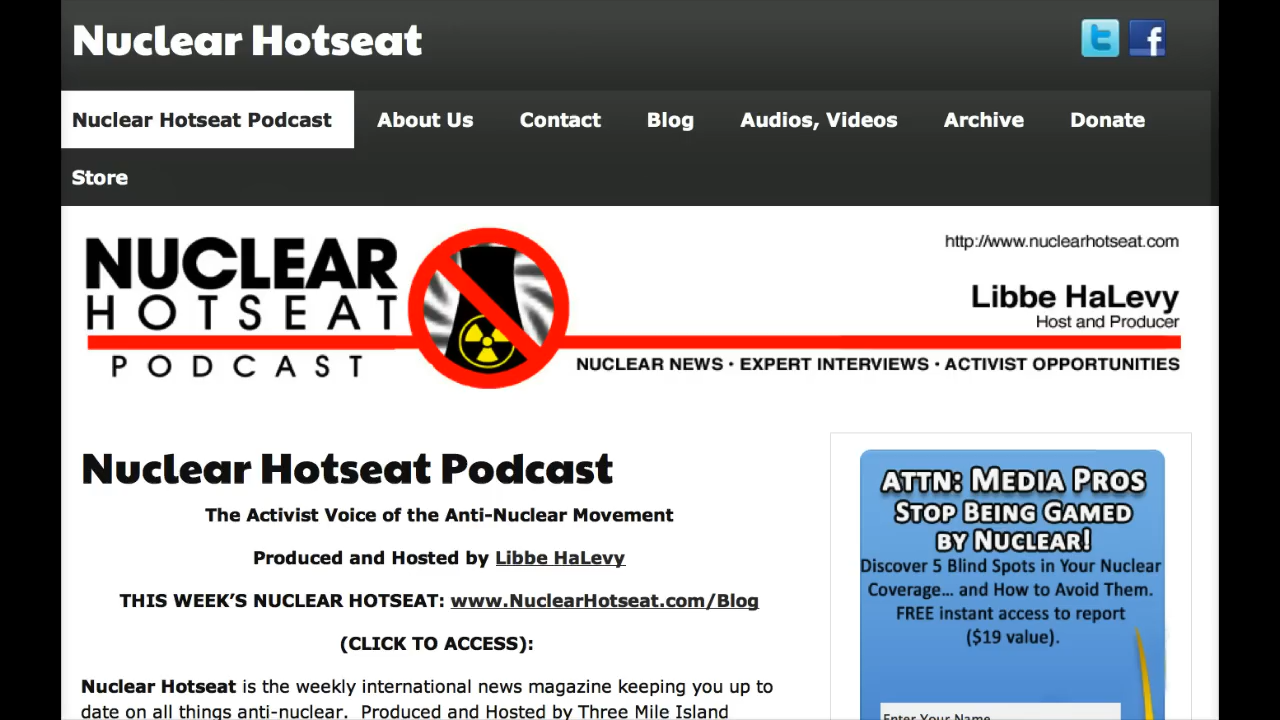 Nuclear Hotseat
Nuclear Hotseat Podcast About Us Contact Blog Audios, Videos Archive Donate
Store
NUCLEAR
HOTSEAT
PODCAST
http://www.nuclearhotseat.com
Libbe HaLevy
Host and Producer
NUCLEAR NEWS • EXPERT INTERVIEWS • ACTIVIST OPPORTUNITIES
Nuclear Hotseat Podcast
The Activist Voice of the Anti-Nuclear Movement
Produced and Hosted by Libbe HaLevy
THIS WEEK’S NUCLEAR HOTSEAT: www.NuclearHotseat.com/Blog
(CLICK TO ACCESS):
Nuclear Hotseat is the weekly international news magazine keeping you up to
date on all things anti-nuclear. Produced and Hosted by Three Mile Island
ATTN: MEDIA PROS
STOP BEING GAMED
BY NUCLEAR!
Discover 5 Blind Spots in Your Nuclear
Coverage... and How to Avoid Them.
FREE instant access to report
($19 value).
Enter Your Name